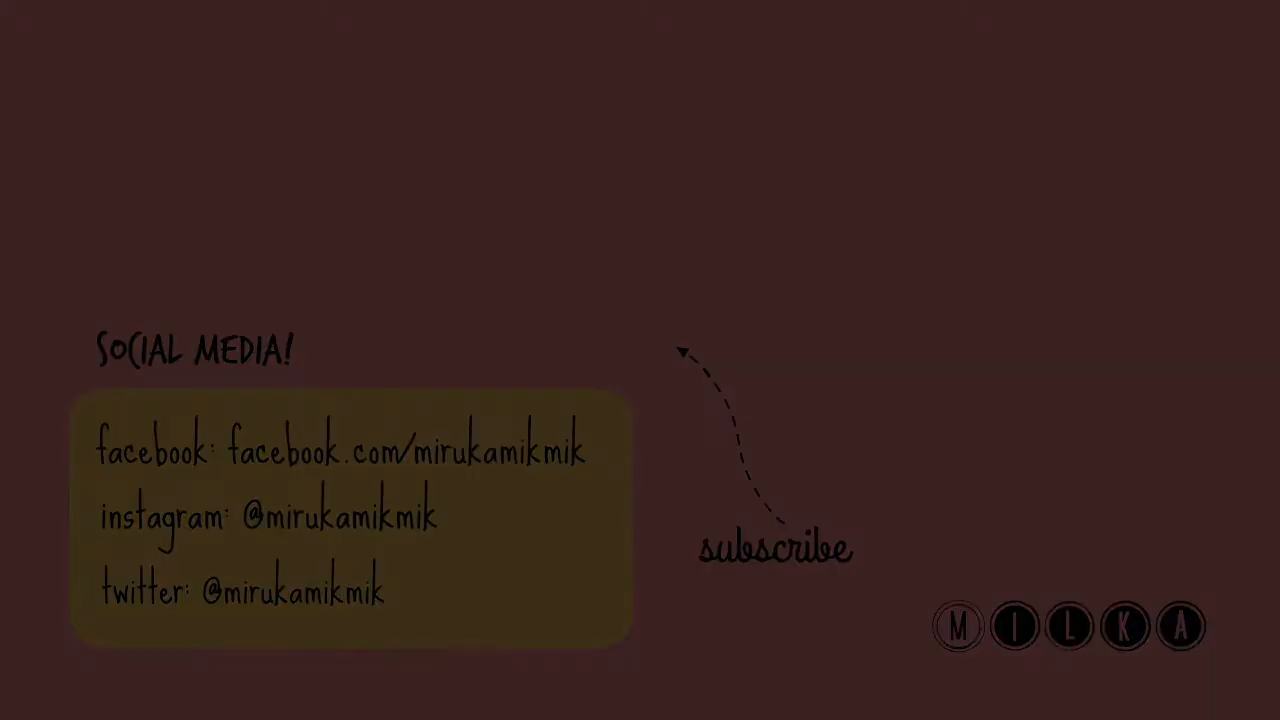 SOCIAL MEDIA!
facebook: facebook.com/mirukamikmik
instagram: @mirukamikmik
twitter: @mirukamikmik
subscribe
MILKA